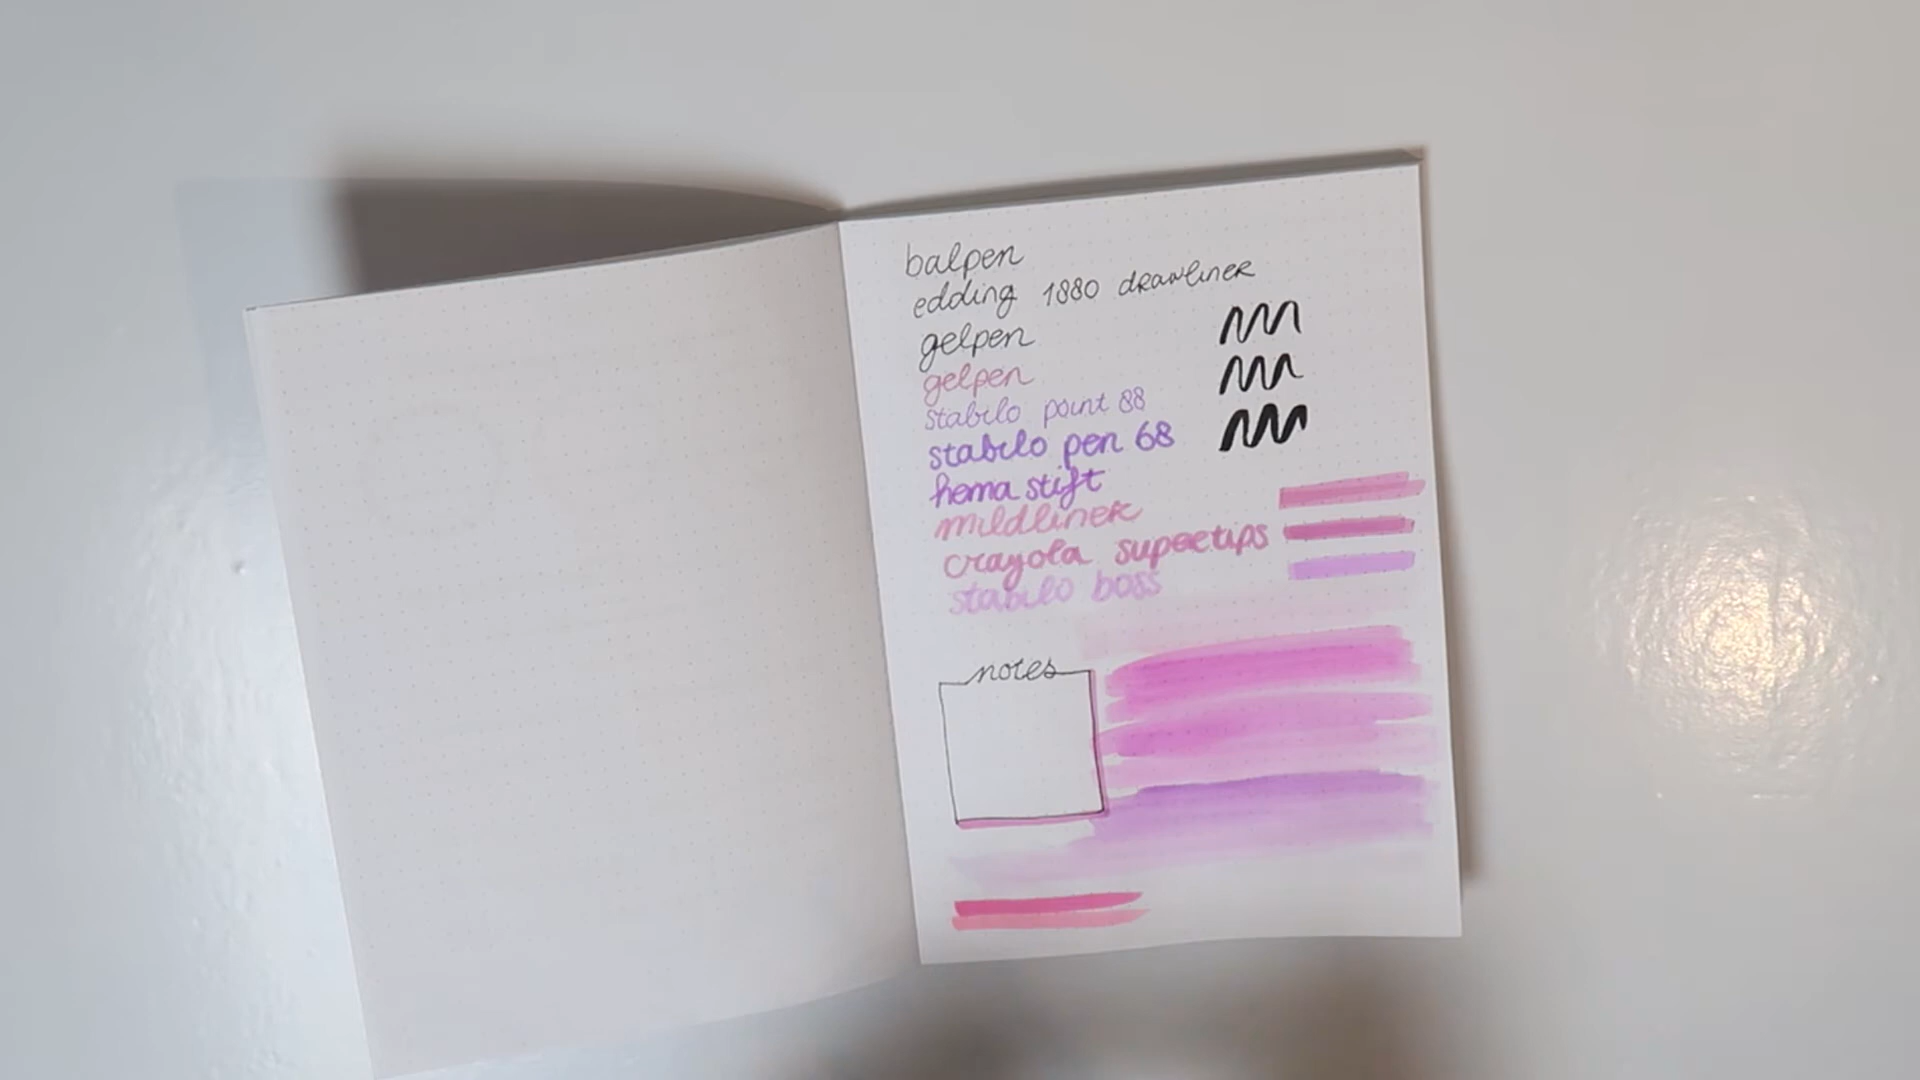 balpen
edding 1880 drawliner
gelpen
gelpen
stabilo point 88
stabilo pen 68
hema stift
mildliner
crayola supertips
stabilo boss
notes